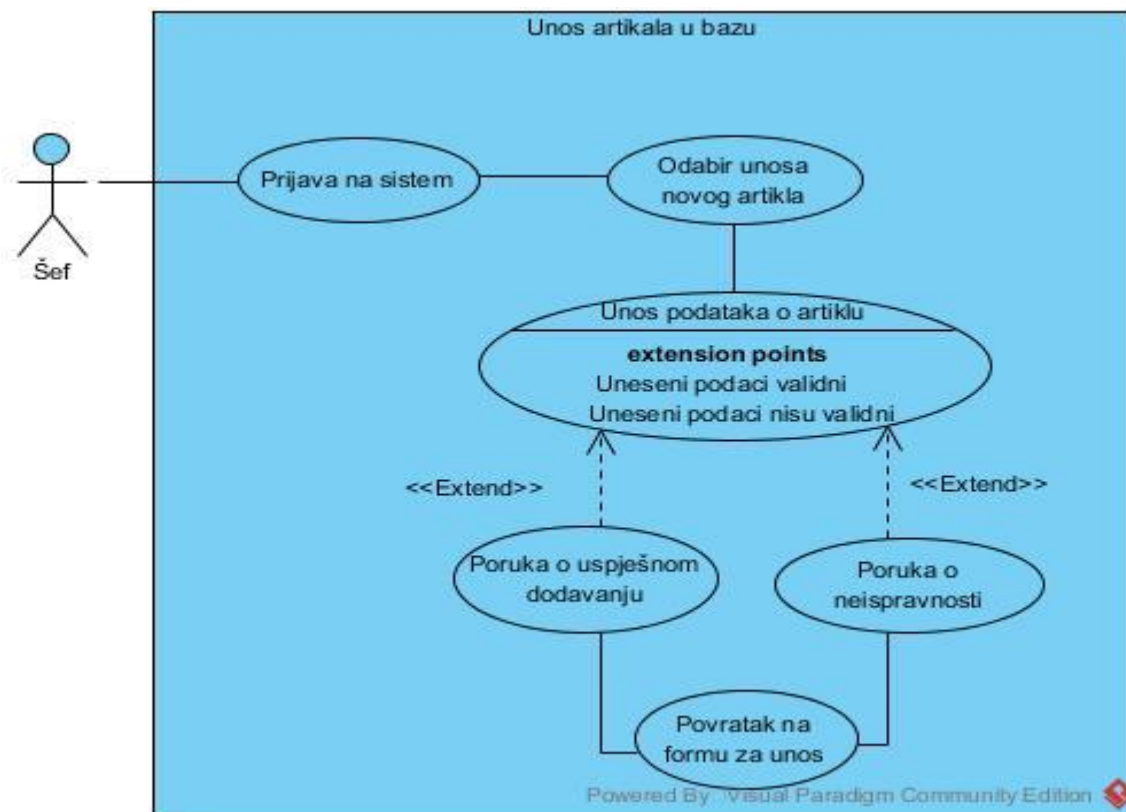 Unos artikala u bazu
Prijava na sistem
Odabir unosa
novog artikla
Šef
Unos podataka o artiklu
extension points
Uneseni podaci validni
Uneseni podaci nisu validni
<<Extend>>
<<Extend>>
Poruka o uspješnom
dodavanju
Poruka o
neispravnosti
Povratak na
formu za unos
Powered By Visual Paradigm Community Edition